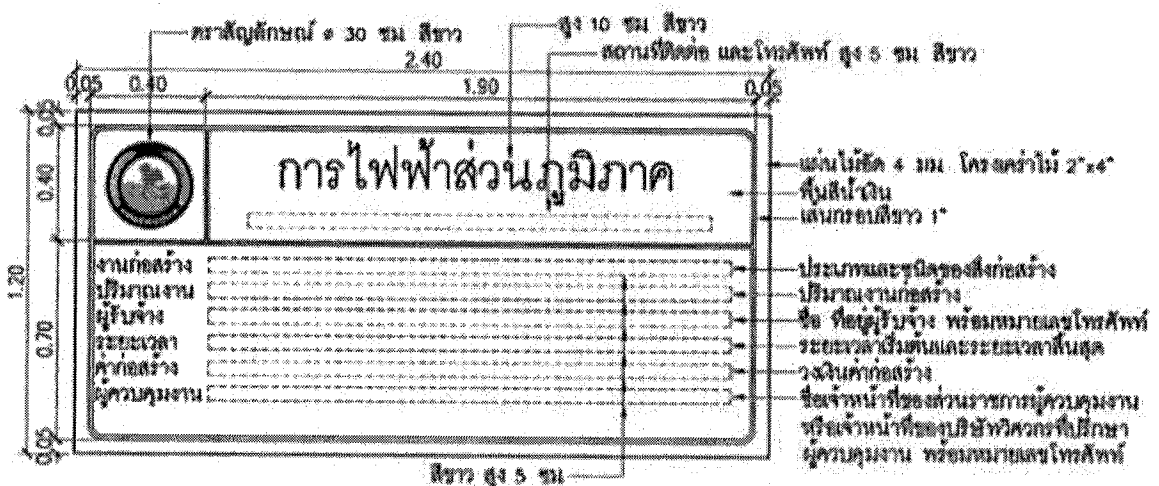 ตราสัญลักษณ์ ø 30 ซม. สีขาว
สูง 10 ซม. สีขาว
สถานที่ติดต่อ และโทรศัพท์ สูง 5 ซม. สีขาว
2.40
0.05 0.40 1.90 0.05
0.05
0.40
1.20
0.70
0.05
การไฟฟ้าส่วนภูมิภาค
แผ่นไม้อัด 4 มม. โครงคร่าวไม้ 2"x4"
พื้นสีน้ำเงิน
เส้นกรอบสีขาว 1"
งานก่อสร้าง
ปริมาณงาน
ผู้รับจ้าง
ระยะเวลา
ค่าก่อสร้าง
ผู้ควบคุมงาน
ประเภทและชนิดของสิ่งก่อสร้าง
ปริมาณงานก่อสร้าง
ชื่อ ที่อยู่ผู้รับจ้าง พร้อมหมายเลขโทรศัพท์
ระยะเวลาเริ่มต้นและระยะเวลาสิ้นสุด
วงเงินค่าก่อสร้าง
ชื่อเจ้าหน้าที่ของส่วนราชการผู้ควบคุมงาน
หรือเจ้าหน้าที่ของบริษัทวิศวกรที่ปรึกษา
ผู้ควบคุมงาน พร้อมหมายเลขโทรศัพท์
สีขาว สูง 5 ซม.